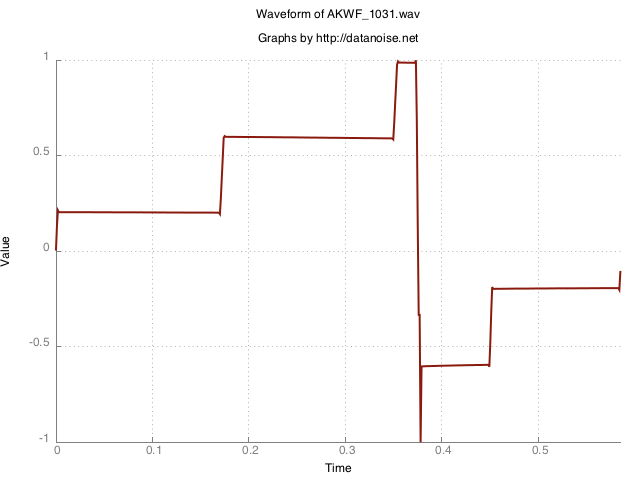 Waveform of AKWF_1031.wav
Graphs by http://datanoise.net
1
0.5
0
-0.5
-1
Value
0 0.1 0.2 0.3 0.4 0.5
Time